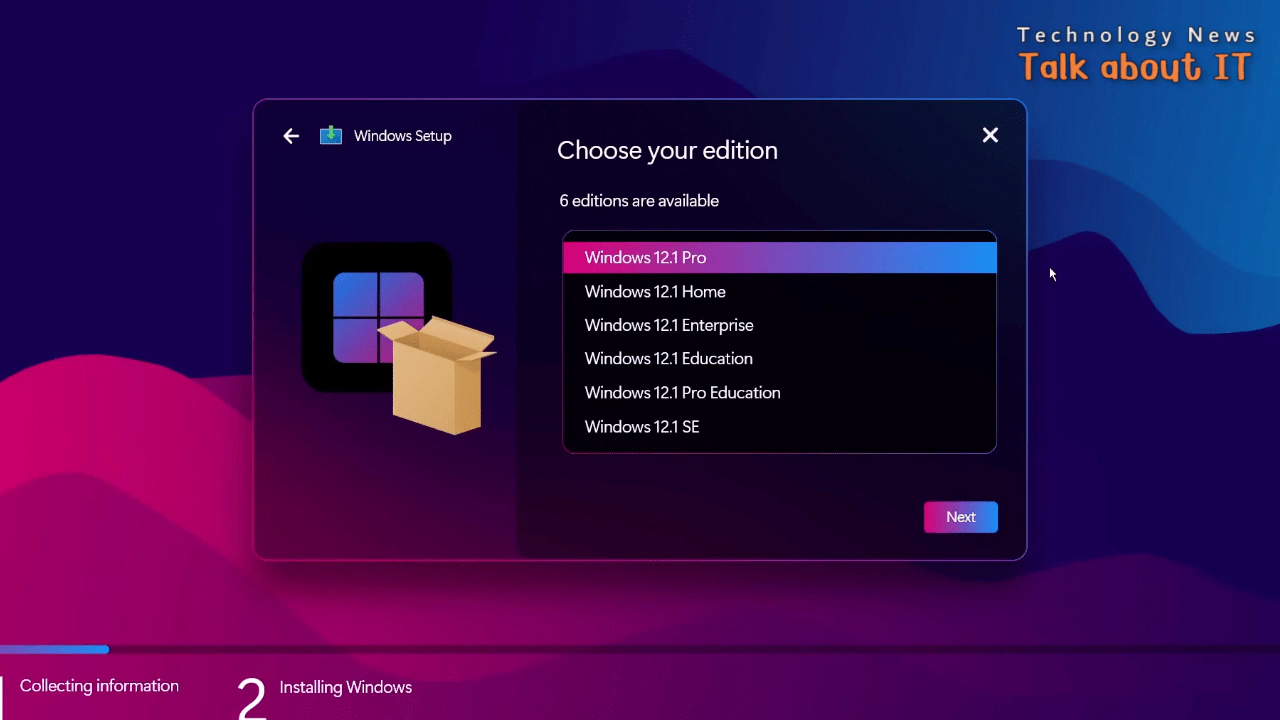 Technology News
Talk about IT
Windows Setup
Choose your edition
6 editions are available
Windows 12.1 Pro
Windows 12.1 Home
Windows 12.1 Enterprise
Windows 12.1 Education
Windows 12.1 Pro Education
Windows 12.1 SE
Next
Collecting information
2 Installing Windows